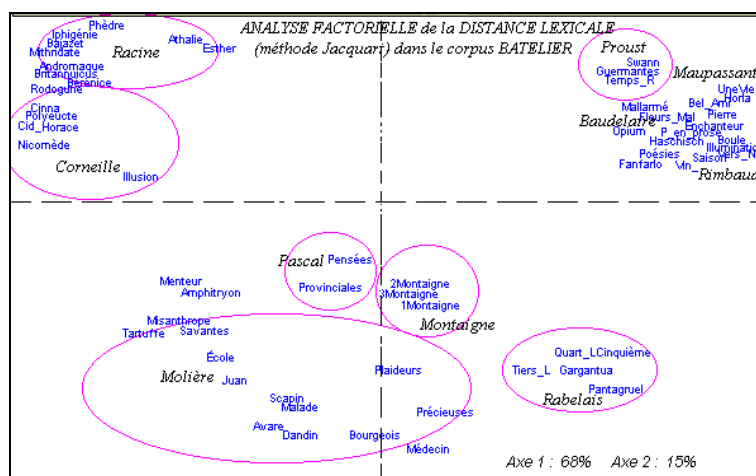 ANALYSE FACTORIELLE de la DISTANCE LEXICALE
(méthode Jacquart) dans le corpus BATELIER
Phèdre
Iphigénie
Bajazet
Mithridate
Racine
Athalie
Esther
Andromaque
Britannicus
Bérénice
Rodogune
Cinna
Polyeucte
Cid_Horace
Nicomède
Corneille
Illusion
Proust
Swann
Guermantes
Temps_R
Maupassant
UneVie
Horla
Bel_Ami
Mallarmé
Fleurs_Mal
Pierre
Baudelaire
Enchanteur
Opium
P_en_prose
Haschisch
Boule
Illuminatio
Poésies
Saison
Vers_N
Fanfarlo
Vin_
Rimbaud
Pascal
Pensées
Provinciales
2Montaigne
3Montaigne
1Montaigne
Montaigne
Menteur
Amphitryon
Misanthrope
Tartuffe
Savantes
École
Molière
Juan
Plaideurs
Scapin
Malade
Précieuses
Avare
Dandin
Bourgeois
Médecin
Quart_LCinquième
Tiers_L
Gargantua
Pantagruel
Rabelais
Axe 1 : 68% Axe 2 : 15%